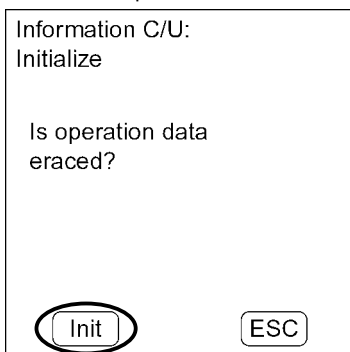 Information C/U:
Initialize
Is operation data
eraced?
Init ESC